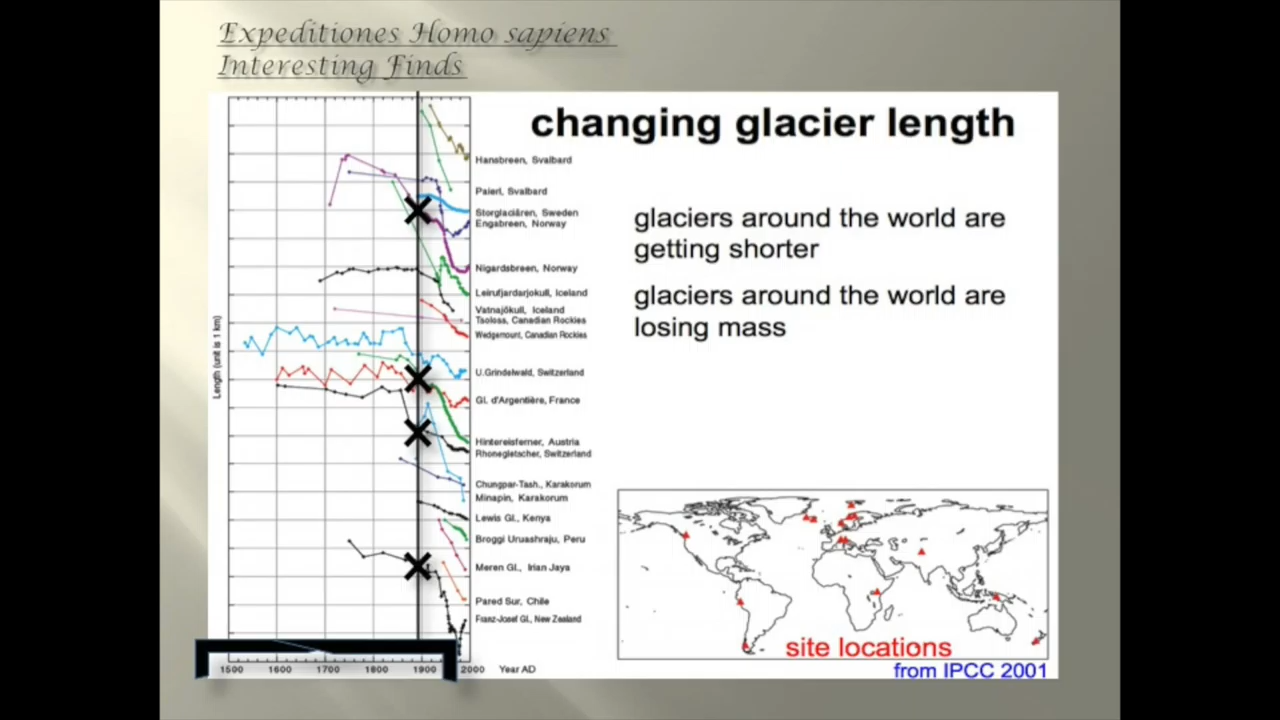 Expeditiones Homo sapiens
Interesting Finds
changing glacier length
glaciers around the world are
getting shorter
glaciers around the world are
losing mass
Length (unit is 1 km)
Hansbreen, Svalbard
Paierl, Svalbard
Storglaciären, Sweden
Engabreen, Norway
Nigardsbreen, Norway
Leirufjardarjokull, Iceland
Vatnajökull, Iceland
Tsoloss, Canadian Rockies
Wedgemount, Canadian Rockies
U.Grindelwald, Switzerland
Gl. d'Argentière, France
Hintereisferner, Austria
Rhonegletscher, Switzerland
Chungpar-Tash., Karakorum
Minapin, Karakorum
Lewis Gl., Kenya
Broggi Uruashraju, Peru
Meren Gl., Irian Jaya
Pared Sur, Chile
Franz-Josef Gl., New Zealand
1500 1600 1700 1800 1900 2000 Year AD
site locations
from IPCC 2001